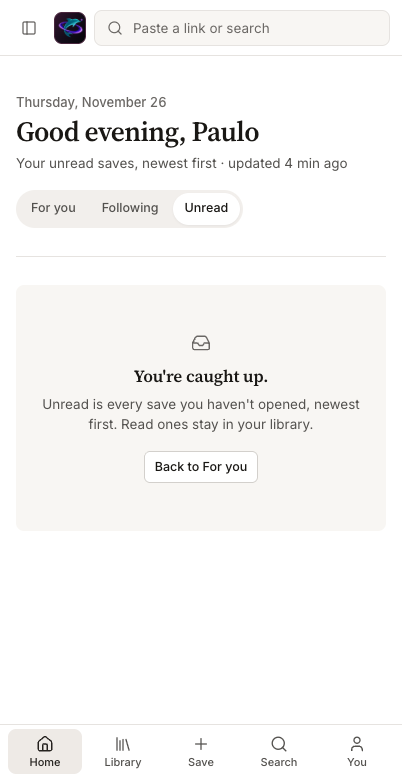 Paste a link or search
Thursday, November 26
Good evening, Paulo
Your unread saves, newest first · updated 4 min ago
For you
Following
Unread
You're caught up.
Unread is every save you haven't opened, newest
first. Read ones stay in your library.
Back to For you
Home
Library
Save
Search
You